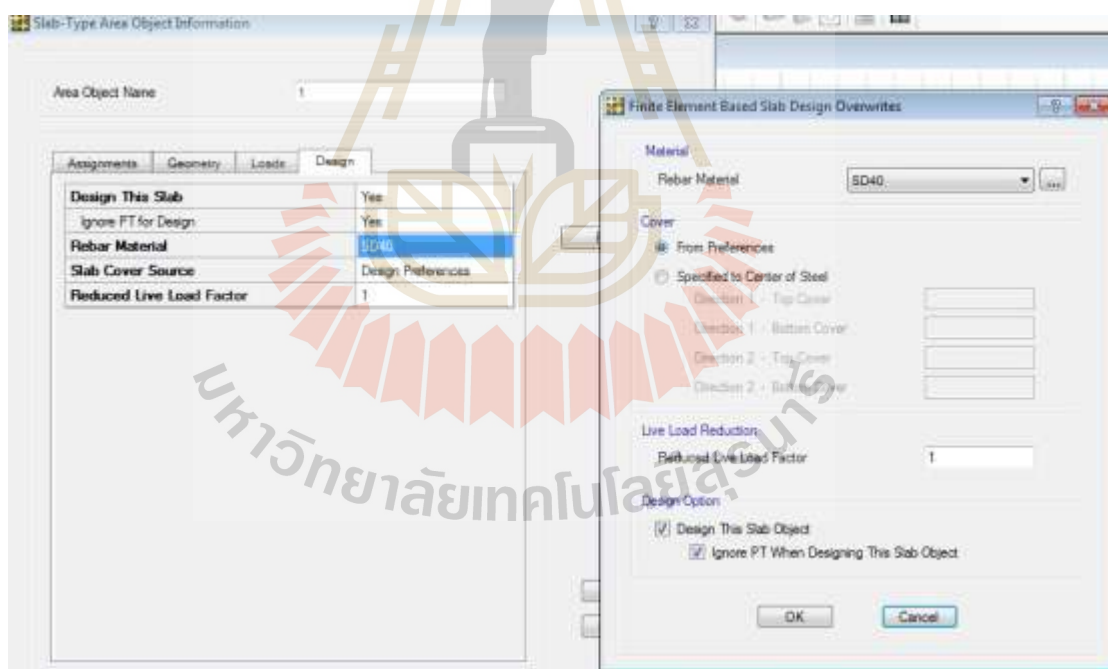 Slab-Type Area Object Information
Area Object Name 1
Assignments Geometry Loads Design
Design This Slab Yes
Ignore PT for Design Yes
Rebar Material SD40
Slab Cover Source Design Preferences
Reduced Live Load Factor 1
Finite Element Based Slab Design Overwrites
Material
Rebar Material SD40 ...
Cover
From Preferences
Specified to Center of Steel
Direction 1 - Top Cover
Direction 1 - Bottom Cover
Direction 2 - Top Cover
Direction 2 - Bottom Cover
Live Load Reduction
Reduced Live Load Factor 1
Design Option
Design This Slab Object
Ignore PT When Designing This Slab Object
OK Cancel
มหาวิทยาลัยเทคโนโลยีสุรนารี